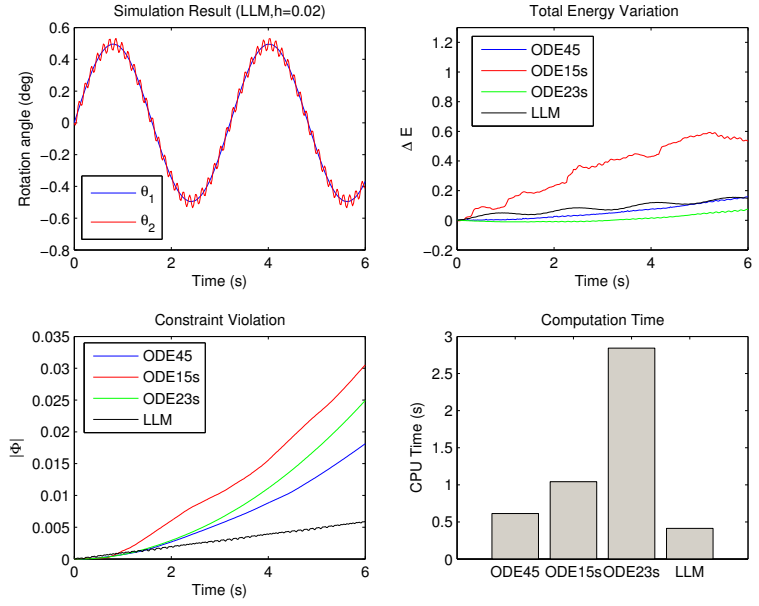 Simulation Result (LLM,h=0.02)
0.6
0.4
0.2
0
−0.2
−0.4
−0.6
−0.8
Rotation angle (deg)
θ1
θ2
0 2 4 6
Time (s)
Total Energy Variation
1.2
1
0.8
0.6
0.4
0.2
0
−0.2
Δ E
ODE45
ODE15s
ODE23s
LLM
0 2 4 6
Time (s)
Constraint Violation
0.035
0.03
0.025
0.02
0.015
0.01
0.005
0
|Φ|
ODE45
ODE15s
ODE23s
LLM
0 2 4 6
Time (s)
Computation Time
3
2.5
2
1.5
1
0.5
0
CPU Time (s)
ODE45 ODE15s ODE23s LLM